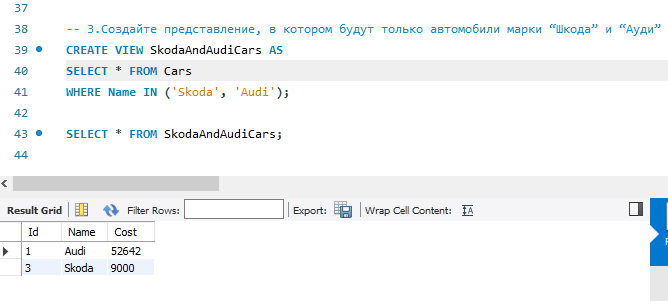 37
38 -- 3.Создайте представление, в котором будут только автомобили марки “Шкода” и “Ауди”
39 CREATE VIEW SkodaAndAudiCars AS
40 SELECT * FROM Cars
41 WHERE Name IN ('Skoda', 'Audi');
42
43 SELECT * FROM SkodaAndAudiCars;
44
Result Grid Filter Rows: Export: Wrap Cell Content:
Id Name Cost
1 Audi 52642
3 Skoda 9000